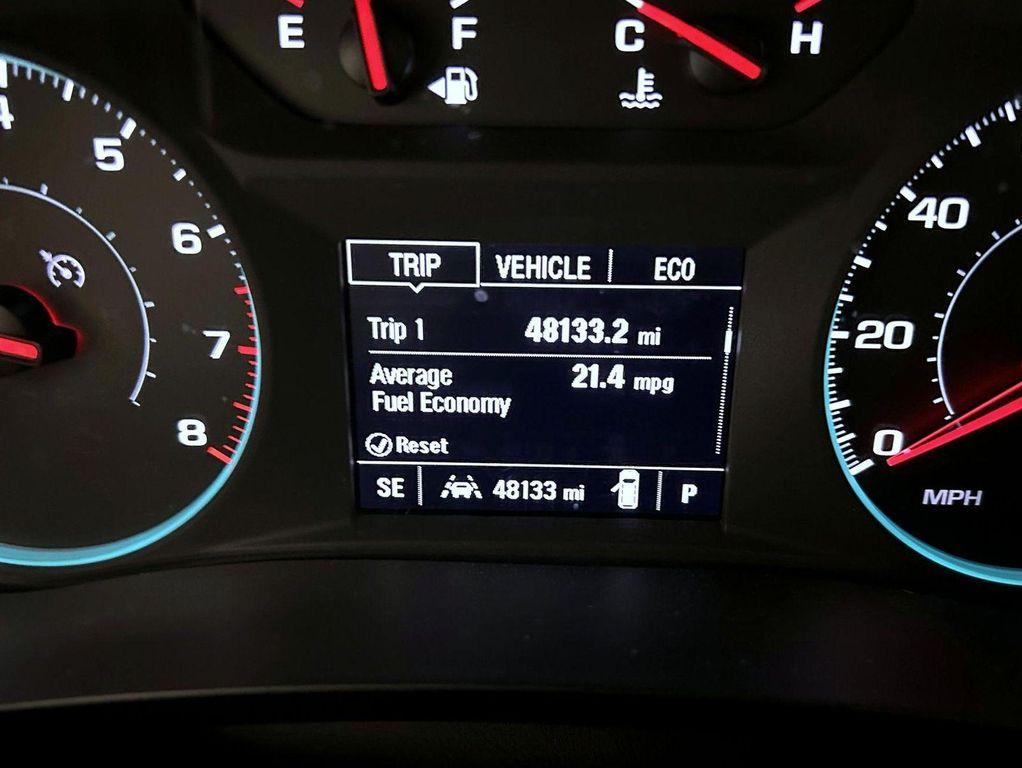 E F C H
4
5
6
7
8
TRIP VEHICLE ECO
Trip 1 48133.2 mi
Average 21.4 mpg
Fuel Economy
Reset
SE 48133 mi P
40
20
0
MPH